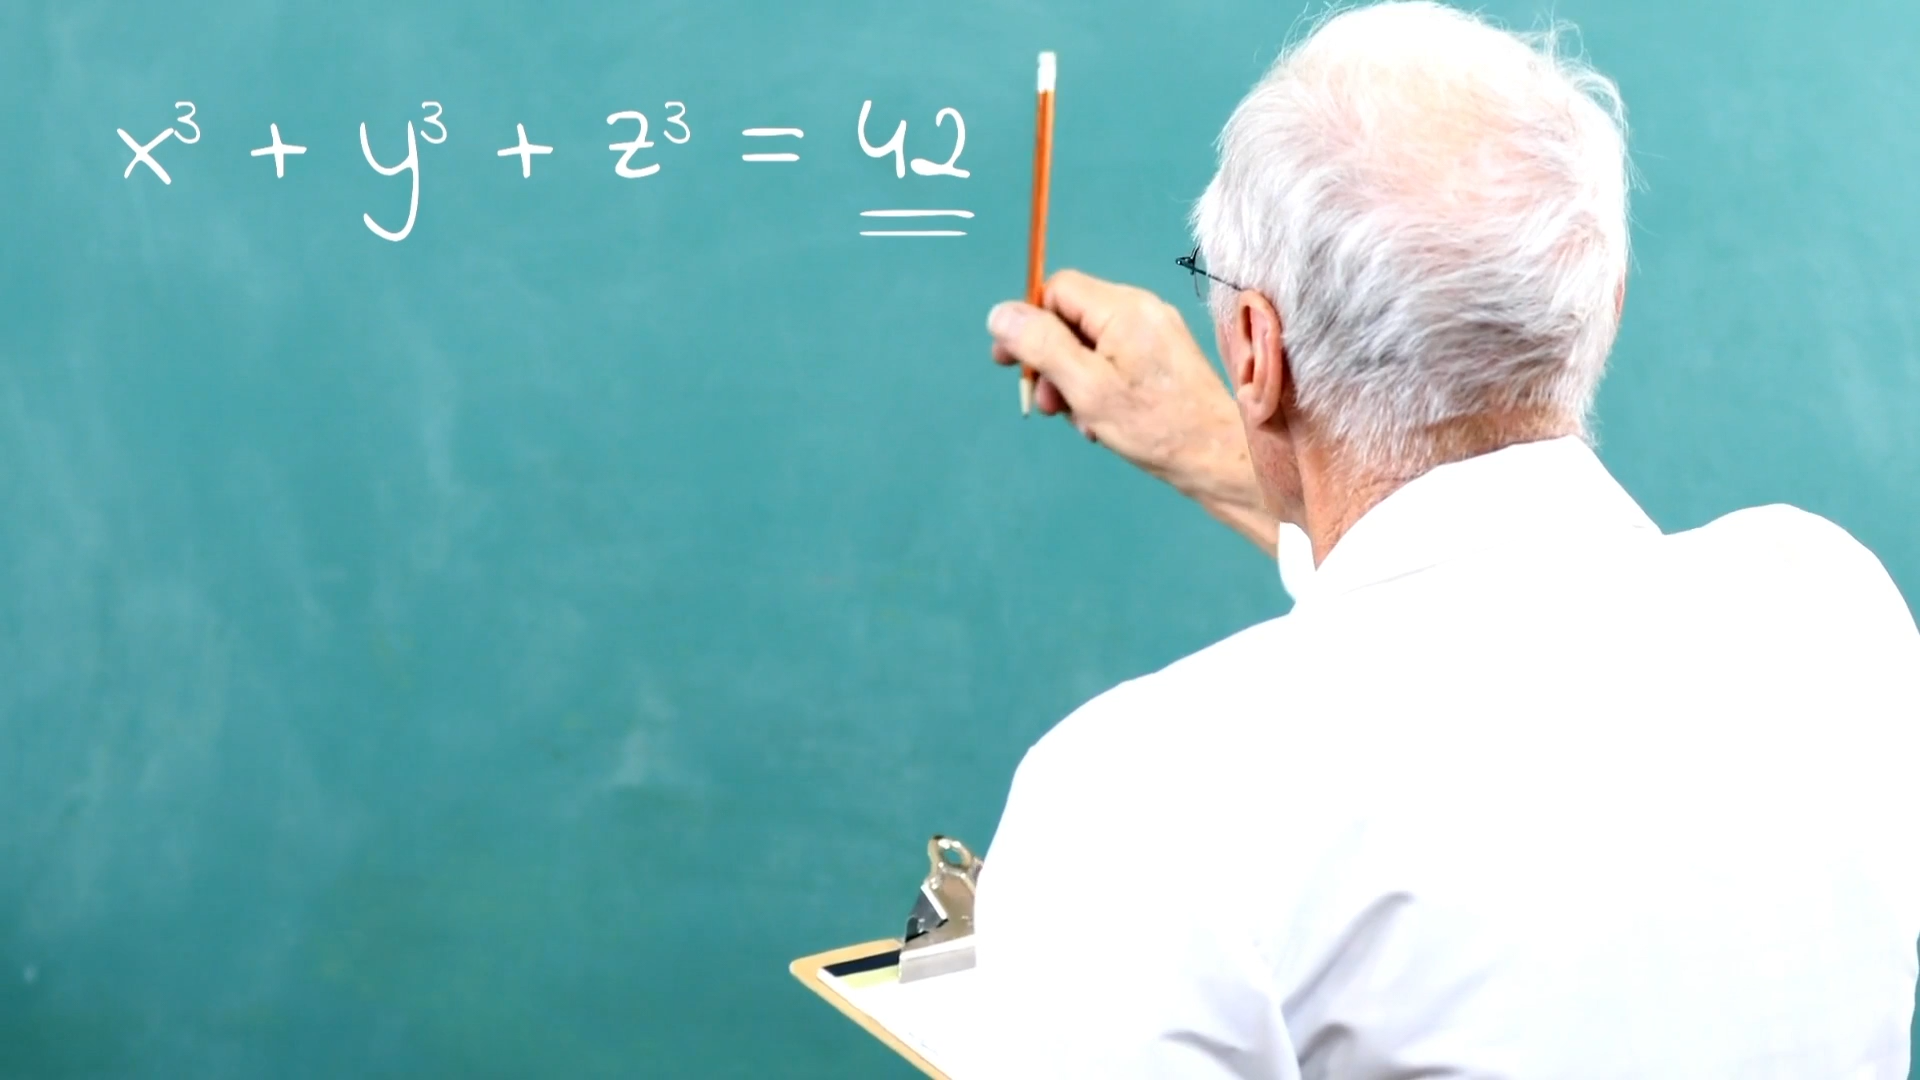 x³ + y³ + z³ = 42